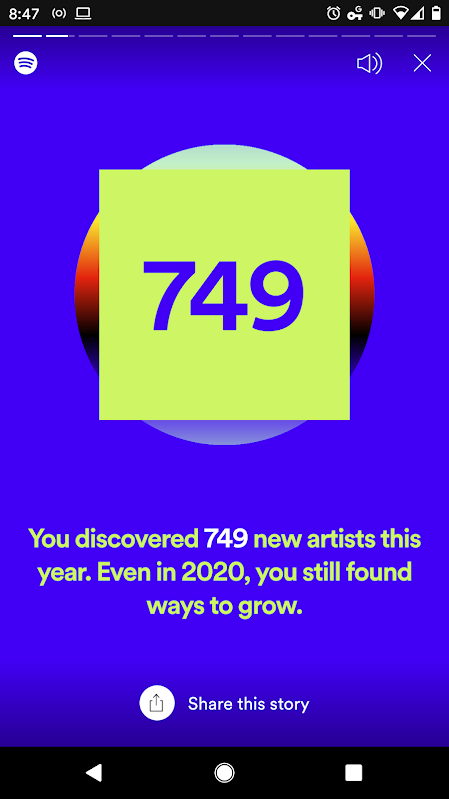 8:47
G
749
You discovered 749 new artists this
year. Even in 2020, you still found
ways to grow.
Share this story